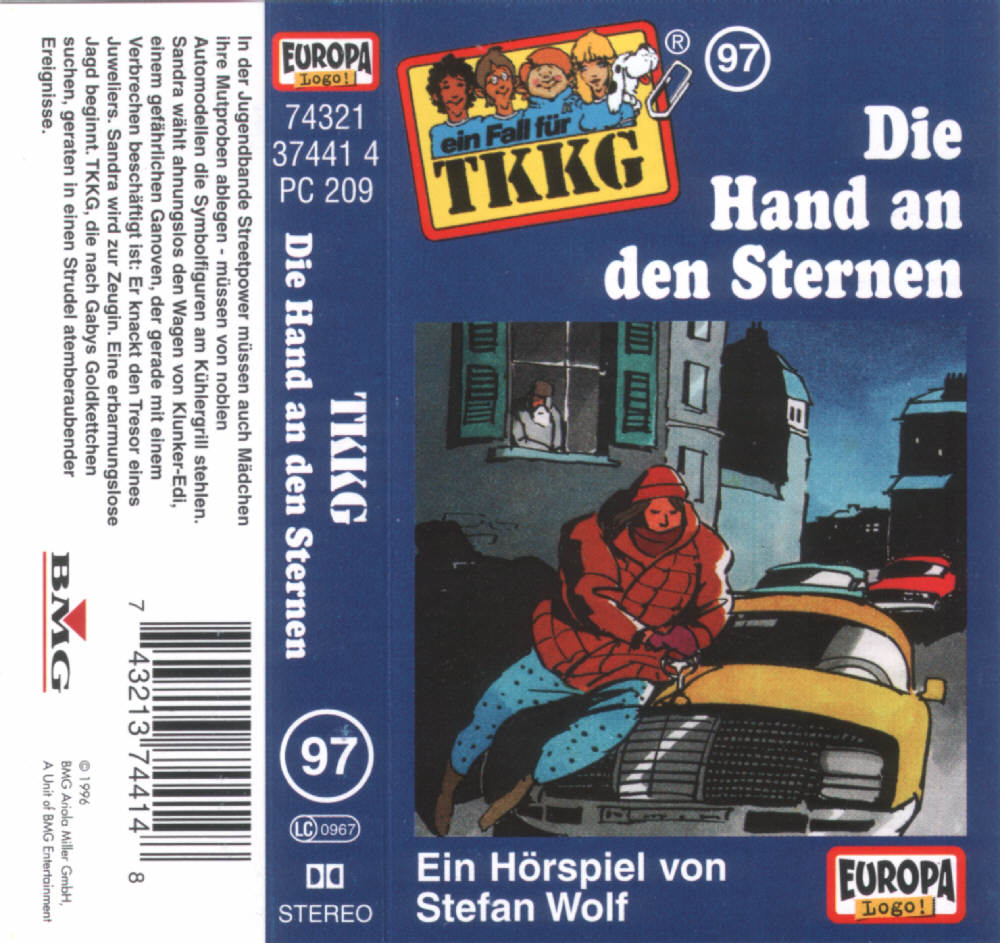 In der Jugendbande Streetpower müssen auch Mädchen
ihre Mutproben ablegen - müssen von noblen
Automodellen die Symbolfiguren am Kühlergrill stehlen.
Sandra wählt ahnungslos den Wagen von Klunker-Edi,
einem gefährlichen Ganoven, der gerade mit einem
Verbrechen beschäftigt ist: Er knackt den Tresor eines
Juweliers. Sandra wird zur Zeugin. Eine erbarmungslose
Jagd beginnt. TKKG, die nach Gabys Goldkettchen
suchen, geraten in einen Strudel atemberaubender
Ereignisse.
BMG
7 43213 74414 8
© 1996
BMG Ariola Miller GmbH,
A Unit of BMG Entertainment
EUROPA
Logo!
74321
37441 4
PC 209
TKKG
Die Hand an den Sternen
97
LC 0967
STEREO
ein Fall für
TKKG
®
97
Die
Hand an
den Sternen
Ein Hörspiel von
Stefan Wolf
EUROPA
Logo!